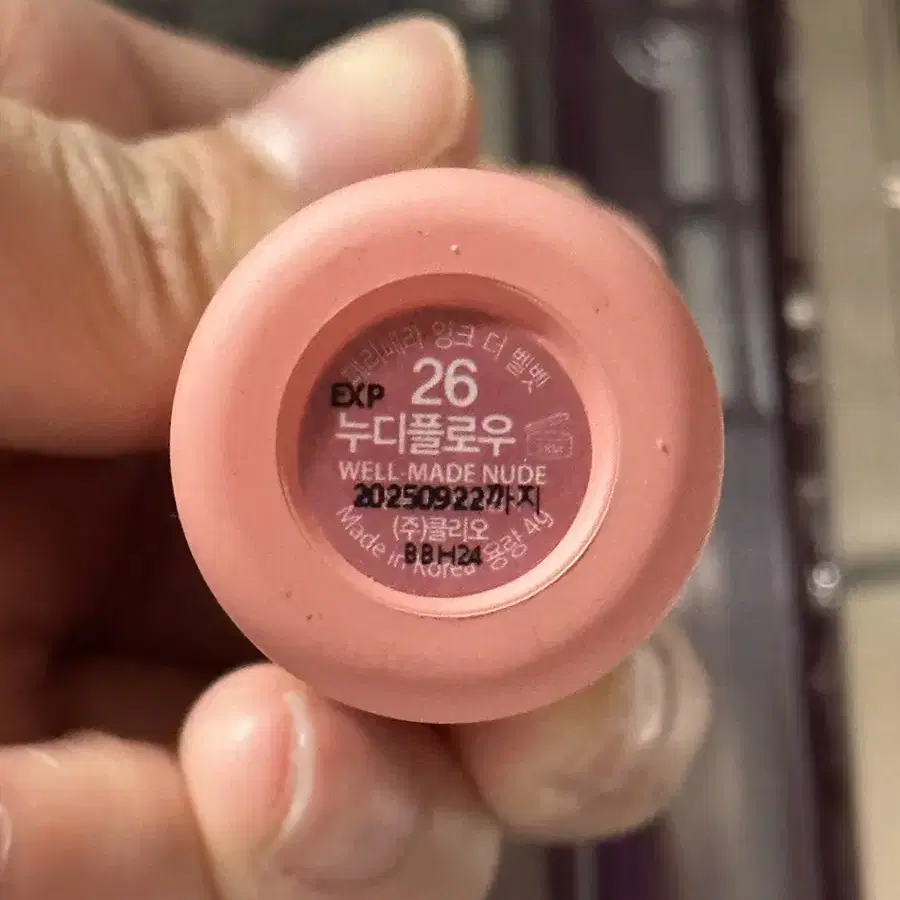 페리페라 잉크 더 벨벳
EXP 26
누디플로우
WELL-MADE NUDE
20250922까지
(주)클리오
BBH24
Made in Korea 용량 4g